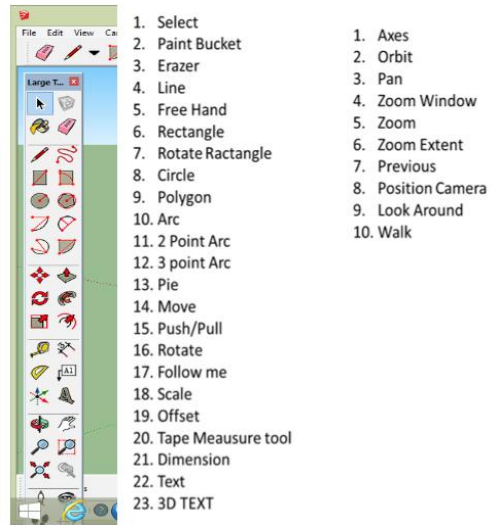 File Edit View Ca
Large T...
A1
1. Select
2. Paint Bucket
3. Erazer
4. Line
5. Free Hand
6. Rectangle
7. Rotate Ractangle
8. Circle
9. Polygon
10. Arc
11. 2 Point Arc
12. 3 point Arc
13. Pie
14. Move
15. Push/Pull
16. Rotate
17. Follow me
18. Scale
19. Offset
20. Tape Meausure tool
21. Dimension
22. Text
23. 3D TEXT
1. Axes
2. Orbit
3. Pan
4. Zoom Window
5. Zoom
6. Zoom Extent
7. Previous
8. Position Camera
9. Look Around
10. Walk